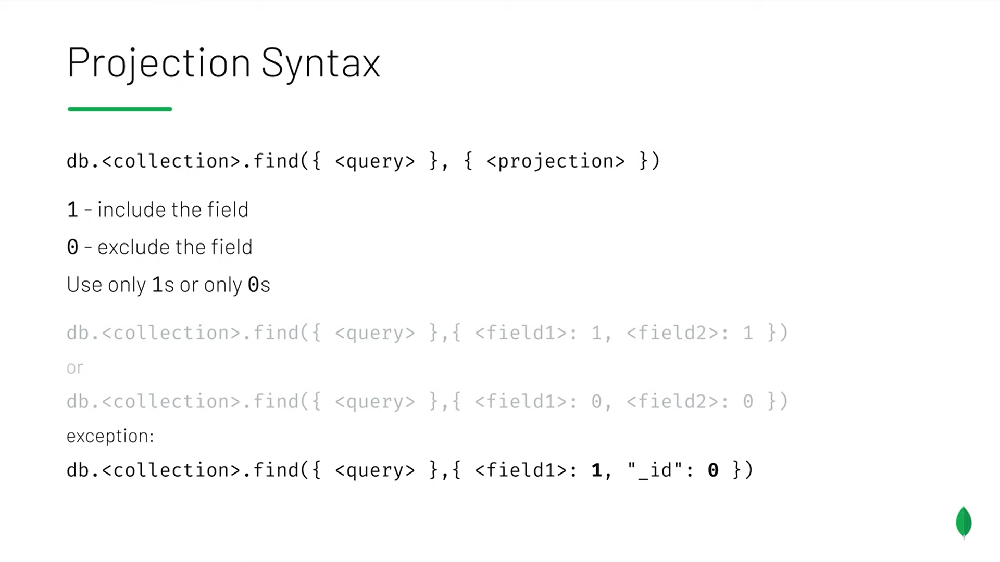 Projection Syntax
db.<collection>.find({ <query> }, { <projection> })
1 - include the field
0 - exclude the field
Use only 1s or only 0s
db.<collection>.find({ <query> },{ <field1>: 1, <field2>: 1 })
or
db.<collection>.find({ <query> },{ <field1>: 0, <field2>: 0 })
exception:
db.<collection>.find({ <query> },{ <field1>: 1, "_id": 0 })